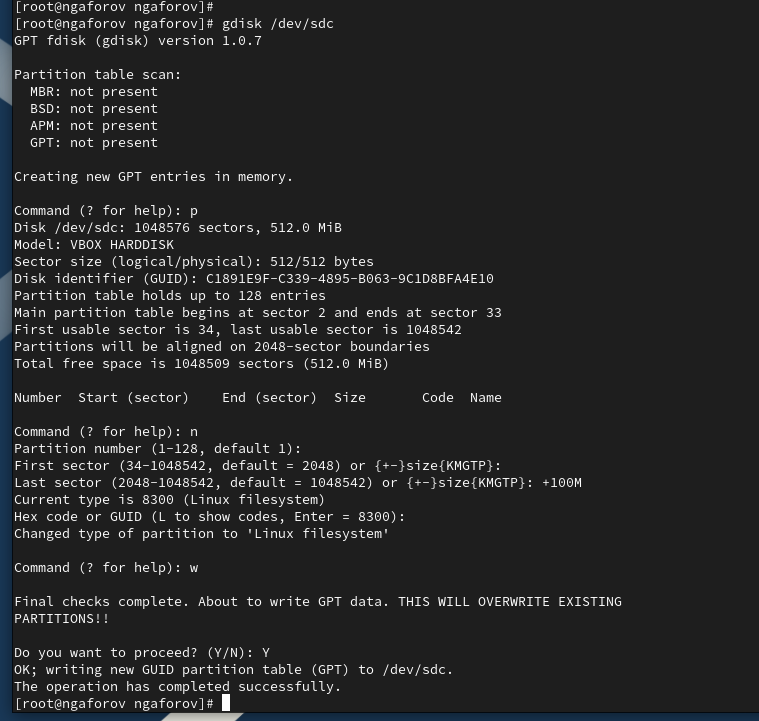 [root@ngaforov ngaforov]#
[root@ngaforov ngaforov]# gdisk /dev/sdc
GPT fdisk (gdisk) version 1.0.7
Partition table scan:
  MBR: not present
  BSD: not present
  APM: not present
  GPT: not present
Creating new GPT entries in memory.
Command (? for help): p
Disk /dev/sdc: 1048576 sectors, 512.0 MiB
Model: VBOX HARDDISK
Sector size (logical/physical): 512/512 bytes
Disk identifier (GUID): C1891E9F-C339-4895-B063-9C1D8BFA4E10
Partition table holds up to 128 entries
Main partition table begins at sector 2 and ends at sector 33
First usable sector is 34, last usable sector is 1048542
Partitions will be aligned on 2048-sector boundaries
Total free space is 1048509 sectors (512.0 MiB)
Number  Start (sector)    End (sector)  Size       Code  Name
Command (? for help): n
Partition number (1-128, default 1):
First sector (34-1048542, default = 2048) or {+-}size{KMGTP}:
Last sector (2048-1048542, default = 1048542) or {+-}size{KMGTP}: +100M
Current type is 8300 (Linux filesystem)
Hex code or GUID (L to show codes, Enter = 8300):
Changed type of partition to 'Linux filesystem'
Command (? for help): w
Final checks complete. About to write GPT data. THIS WILL OVERWRITE EXISTING
PARTITIONS!!
Do you want to proceed? (Y/N): Y
OK; writing new GUID partition table (GPT) to /dev/sdc.
The operation has completed successfully.
[root@ngaforov ngaforov]#